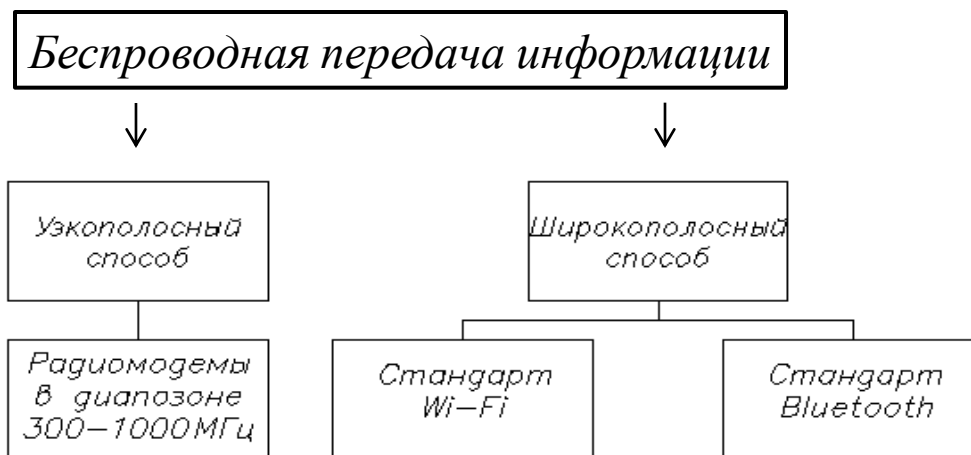 Беспроводная передача информации
Узкополосный
способ
Широкополосный
способ
Радиомодемы
в диапозоне
300–1000МГц
Стандарт
Wi–Fi
Стандарт
Bluetooth